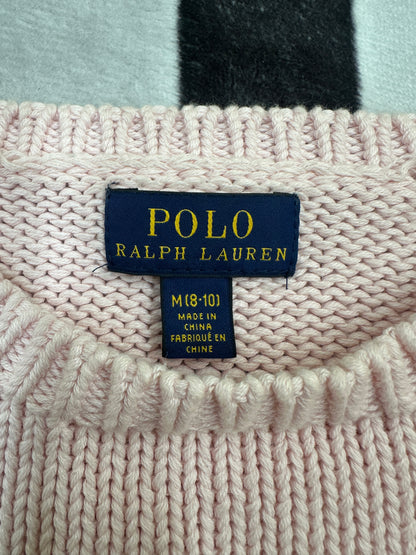 POLO
RALPH LAUREN
M(8-10)
MADE IN
CHINA
FABRIQUÉ EN
CHINE